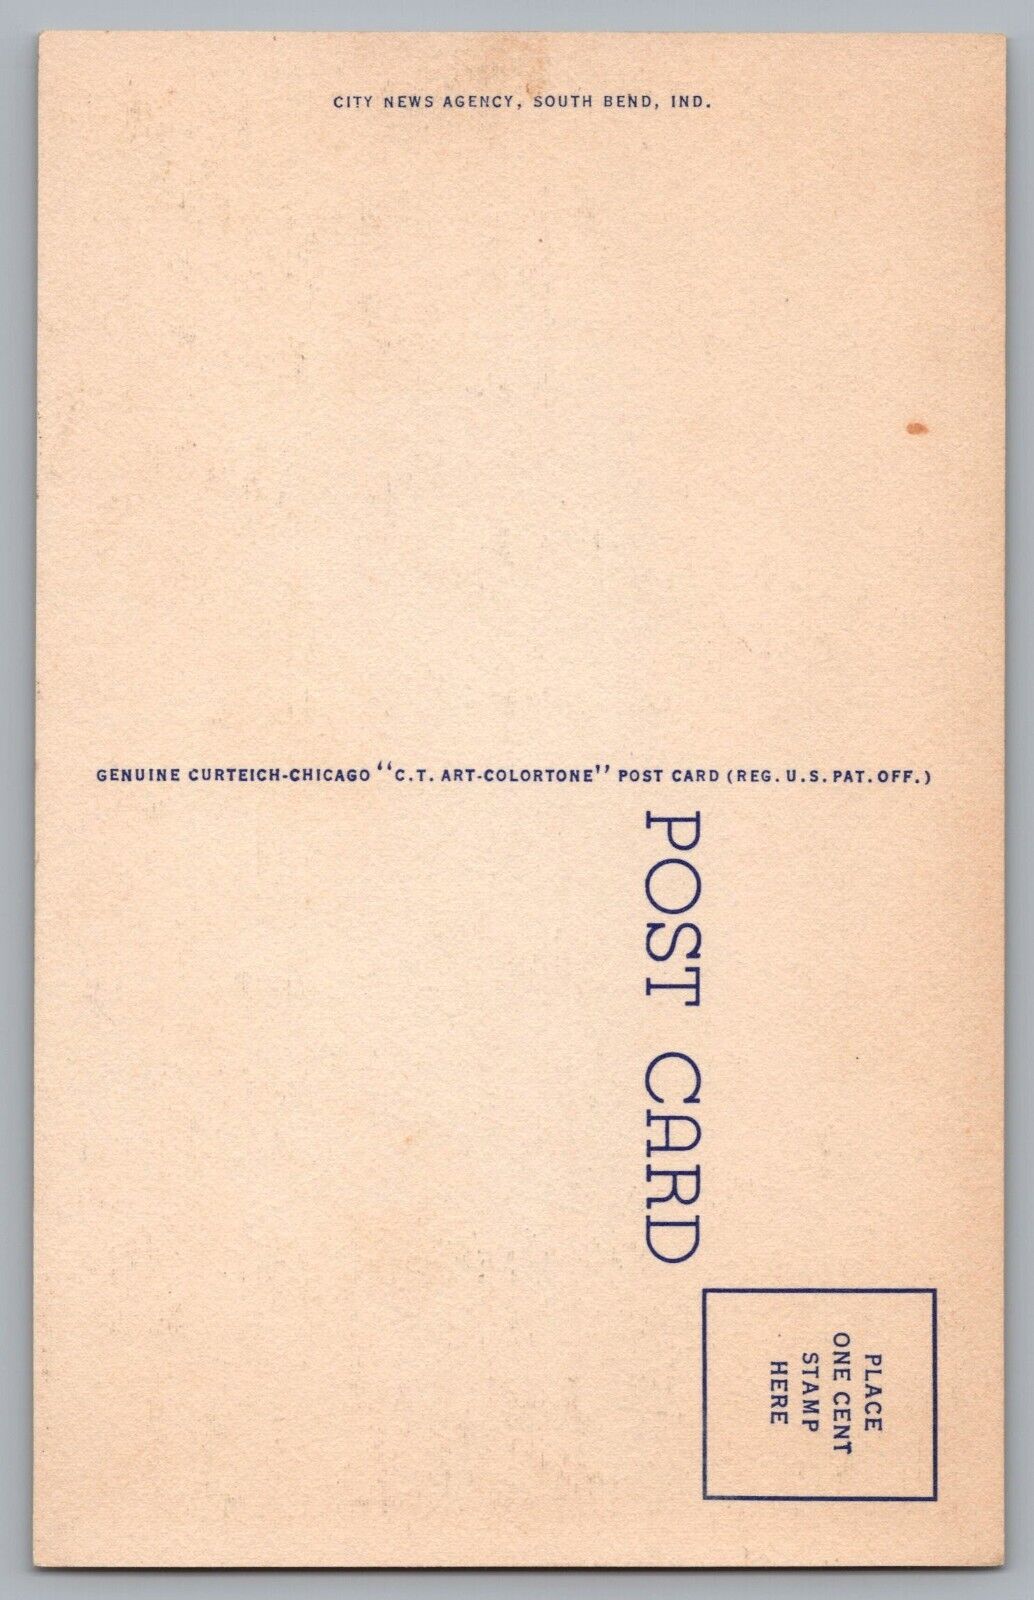 CITY NEWS AGENCY, SOUTH BEND, IND.
GENUINE CURTEICH-CHICAGO "C.T. ART-COLORTONE" POST CARD (REG. U.S. PAT. OFF.)
POST CARD
PLACE
ONE CENT
STAMP
HERE